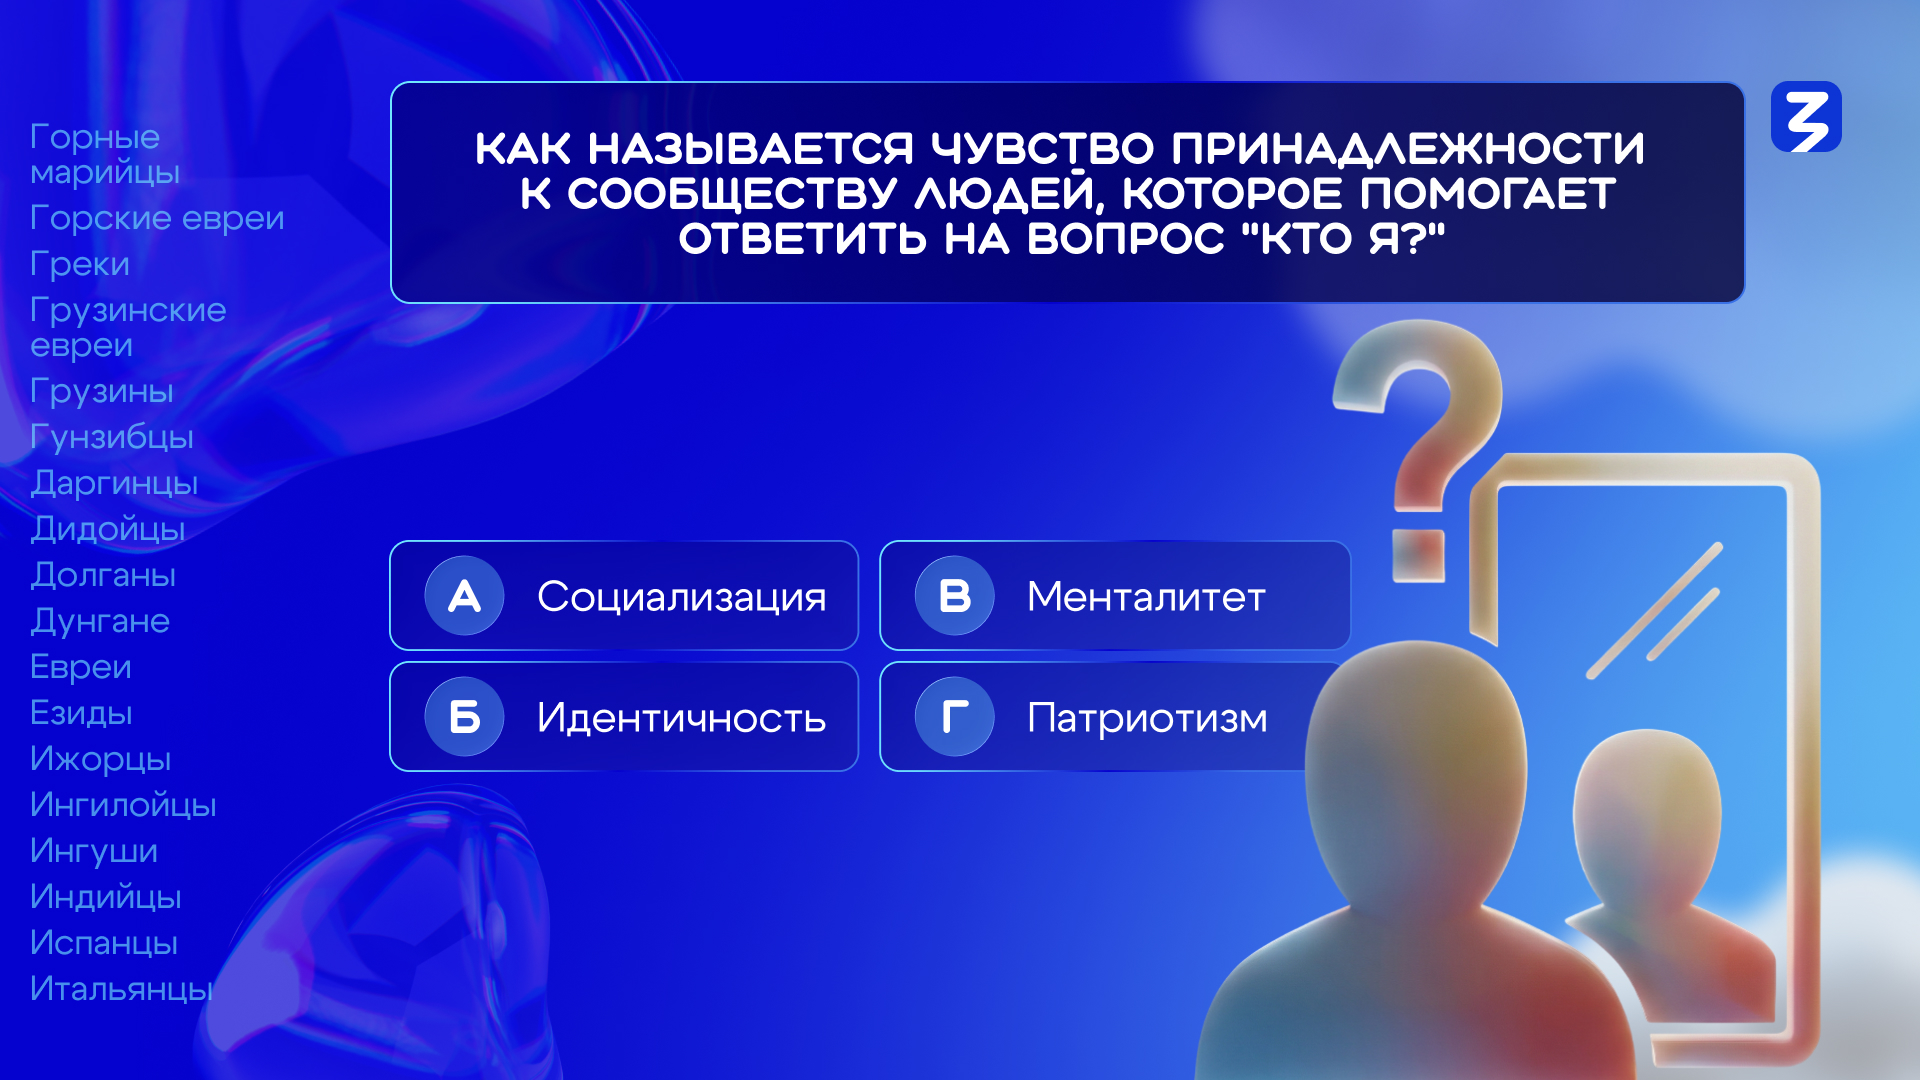 КАК НАЗЫВАЕТСЯ ЧУВСТВО ПРИНАДЛЕЖНОСТИ
К СООБЩЕСТВУ ЛЮДЕЙ, КОТОРОЕ ПОМОГАЕТ
ОТВЕТИТЬ НА ВОПРОС "КТО Я?"
Горные
марийцы
Горские евреи
Греки
Грузинские
евреи
Грузины
Гунзибцы
Даргинцы
Дидойцы
Долганы
Дунгане
Евреи
Езиды
Ижорцы
Ингилойцы
Ингуши
Индийцы
Испанцы
Итальянцы
А Социализация
Б Идентичность
В Менталитет
Г Патриотизм
?